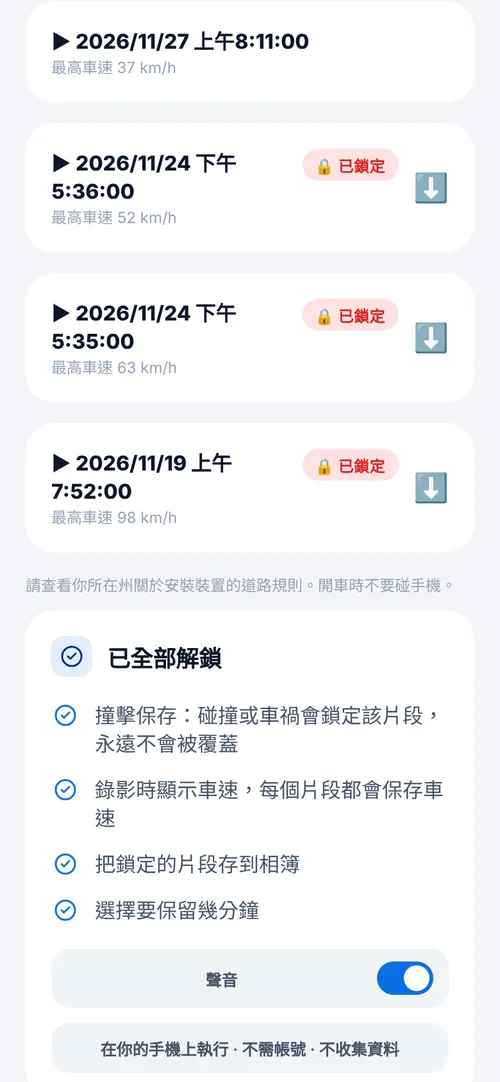 ▶ 2026/11/27 上午8:11:00
最高車速 37 km/h
▶ 2026/11/24 下午
5:36:00
🔒 已鎖定
⬇️
最高車速 52 km/h
▶ 2026/11/24 下午
5:35:00
🔒 已鎖定
⬇️
最高車速 63 km/h
▶ 2026/11/19 上午
7:52:00
🔒 已鎖定
⬇️
最高車速 98 km/h
請查看你所在州關於安裝裝置的道路規則。開車時不要碰手機。
已全部解鎖
撞擊保存：碰撞或車禍會鎖定該片段，
永遠不會被覆蓋
錄影時顯示車速，每個片段都會保存車
速
把鎖定的片段存到相簿
選擇要保留幾分鐘
聲音
在你的手機上執行 · 不需帳號 · 不收集資料